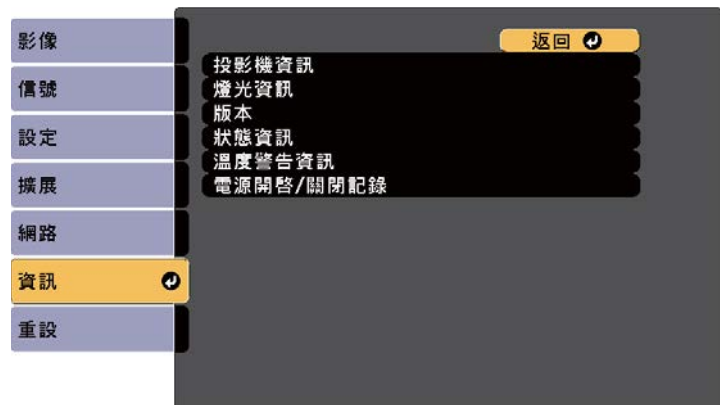 影像
信號
設定
擴展
網路
資訊
重設
返回
投影機資訊
燈光資訊
版本
狀態資訊
溫度警告資訊
電源開啓/關閉記錄